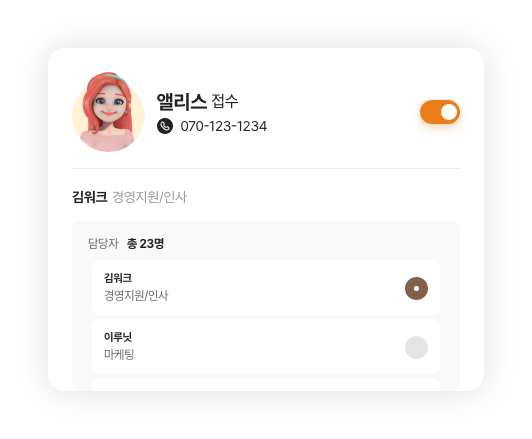 앨리스 접수
070-123-1234
김워크 경영지원/인사
담당자 총 23명
김워크
경영지원/인사
이루닛
마케팅